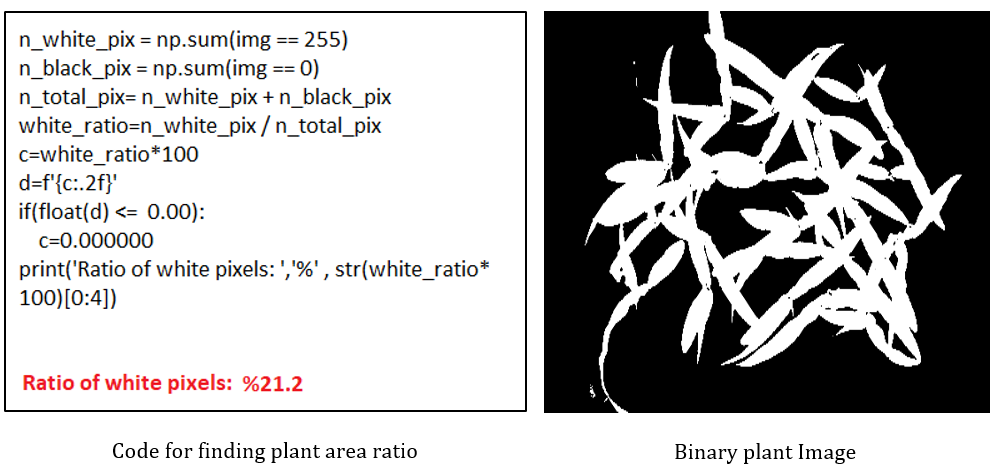 n_white_pix = np.sum(img == 255)
n_black_pix = np.sum(img == 0)
n_total_pix= n_white_pix + n_black_pix
white_ratio=n_white_pix / n_total_pix
c=white_ratio*100
d=f'{c:.2f}'
if(float(d) <= 0.00):
c=0.000000
print('Ratio of white pixels: ','%' , str(white_ratio*
100)[0:4])
Ratio of white pixels: %21.2
Code for finding plant area ratio
Binary plant Image